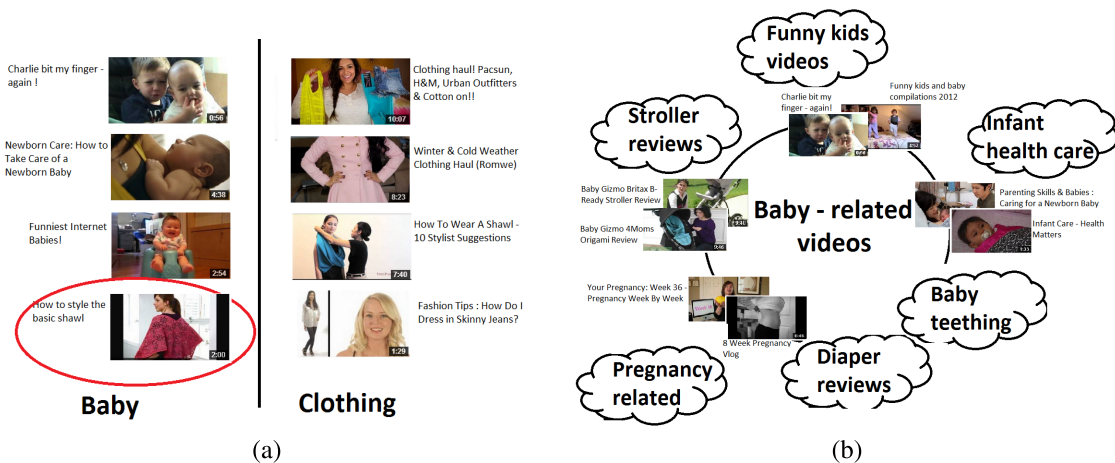 Charlie bit my finger -
again !
0:56
Newborn Care: How to
Take Care of a
Newborn Baby
4:38
Funniest Internet
Babies!
2:54
How to style the
basic shawl
2:00
Baby
Clothing haul! Pacsun,
H&M, Urban Outfitters
& Cotton on!!
10:07
Winter & Cold Weather
Clothing Haul (Romwe)
8:23
How To Wear A Shawl -
10 Stylist Suggestions
7:40
Fashion Tips : How Do I
Dress in Skinny Jeans?
1:29
Clothing
(a)
Funny kids
videos
Charlie bit my
finger - again!
Funny kids and baby
compilations 2012
Stroller
reviews
Infant
health care
Baby Gizmo Britax B-
Ready Stroller Review
Baby Gizmo 4Moms
Origami Review
Baby - related
videos
Parenting Skills & Babies :
Caring for a Newborn Baby
Infant Care - Health
Matters
Your Pregnancy: Week 36 -
Pregnancy Week By Week
8 Week Pregnancy
Vlog
Baby
teething
Pregnancy
related
Diaper
reviews
(b)